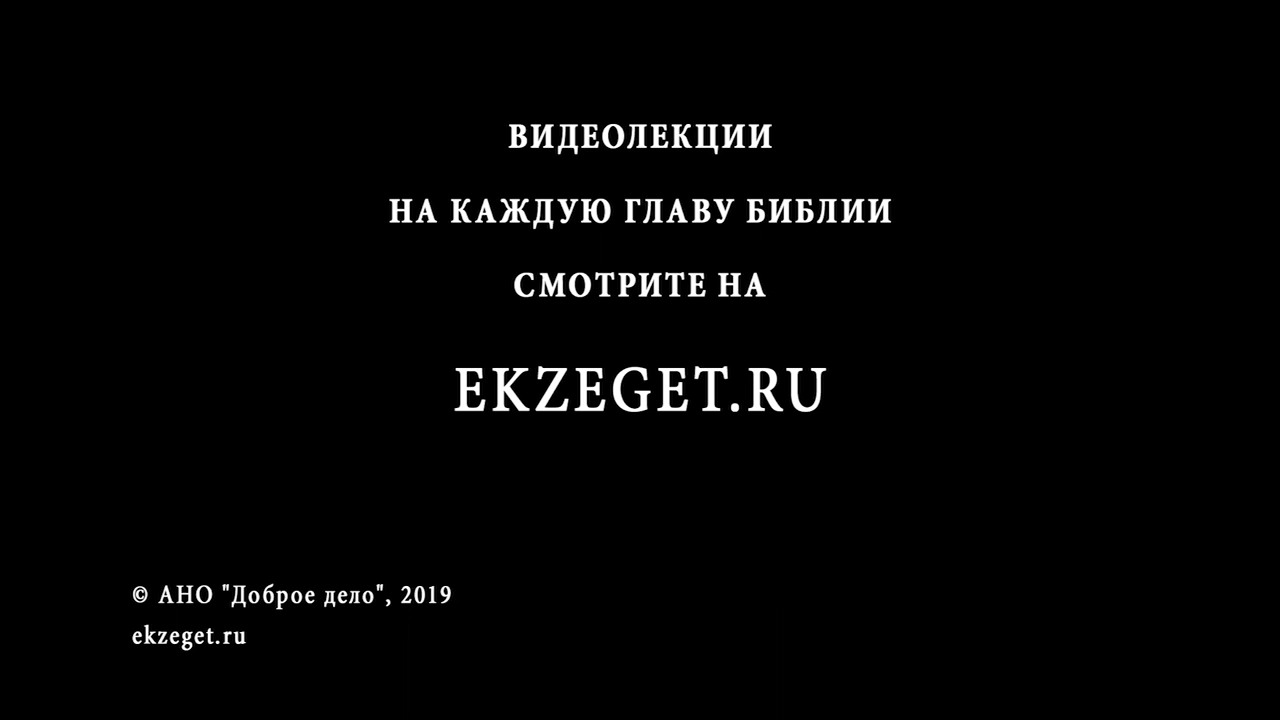 ВИДЕОЛЕКЦИИ
НА КАЖДУЮ ГЛАВУ БИБЛИИ
СМОТРИТЕ НА
EKZEGET.RU
© АНО "Доброе дело", 2019
ekzeget.ru